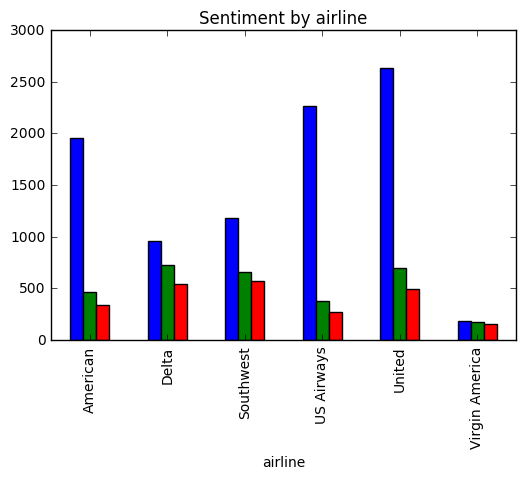 Sentiment by airline
3000
2500
2000
1500
1000
500
0
American
Delta
Southwest
US Airways
United
Virgin America
airline